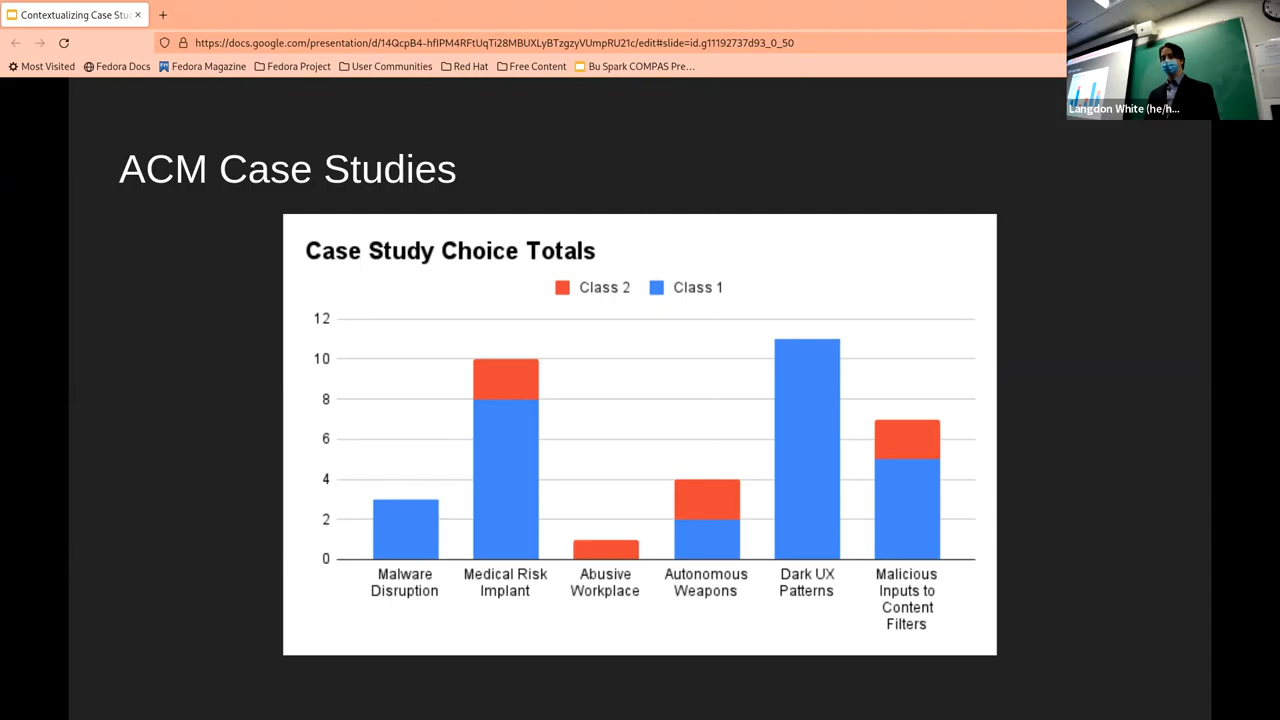 Contextualizing Case Stu
https://docs.google.com/presentation/d/14QcpB4-hfIPM4RFtUqTi28MBUXLyBTzgzyVUmpRU21c/edit#slide=id.g11192737d93_0_50
Most Visited Fedora Docs Fedora Magazine Fedora Project User Communities Red Hat Free Content Bu Spark COMPAS Pre…
Langdon White (he/h...
ACM Case Studies
Case Study Choice Totals
Class 2 Class 1
12
10
8
6
4
2
0
Malware
Disruption
Medical Risk
Implant
Abusive
Workplace
Autonomous
Weapons
Dark UX
Patterns
Malicious
Inputs to
Content
Filters